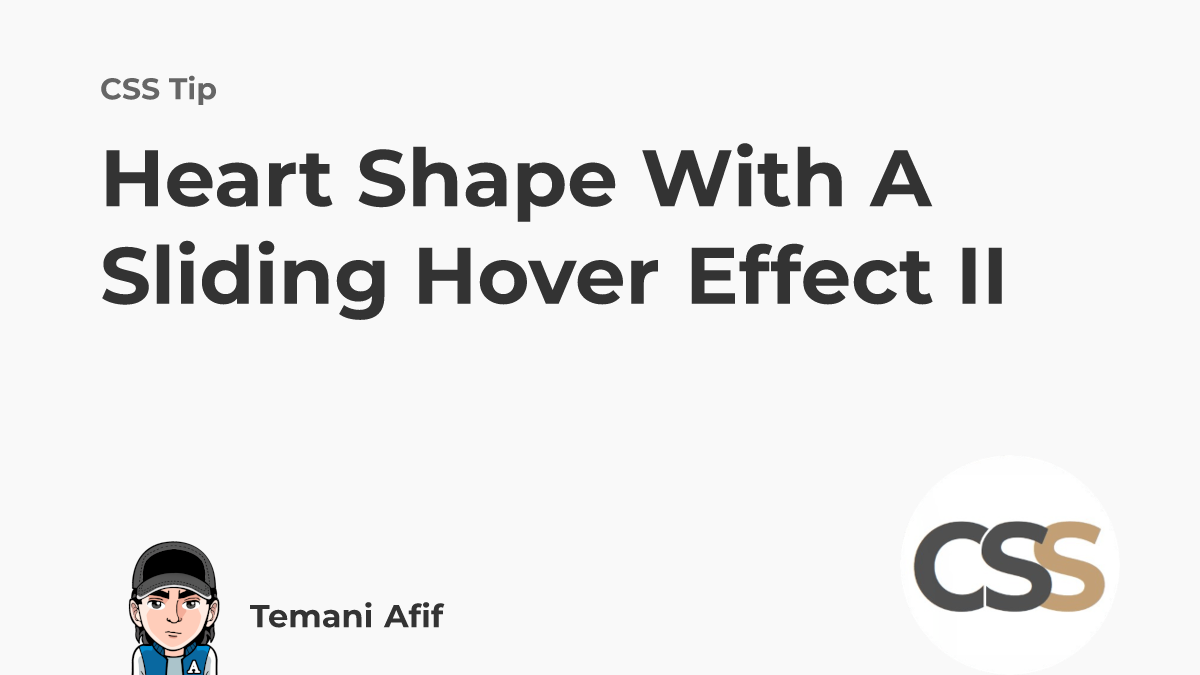 CSS Tip
Heart Shape With A
Sliding Hover Effect II
A
Temani Afif
CSS